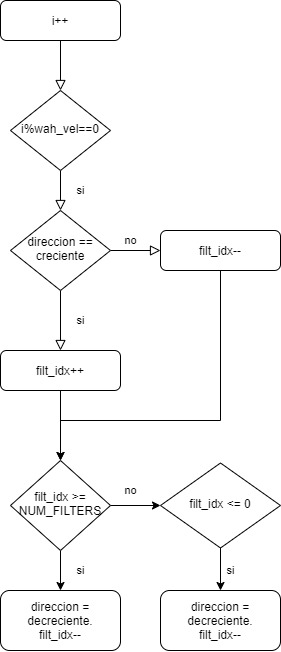 i++
i%wah_vel==0
si
direccion ==
creciente
no
filt_idx--
si
filt_idx++
filt_idx >=
NUM_FILTERS
no
filt_idx <= 0
si
si
direccion =
decreciente.
filt_idx--
direccion =
decreciente.
filt_idx--